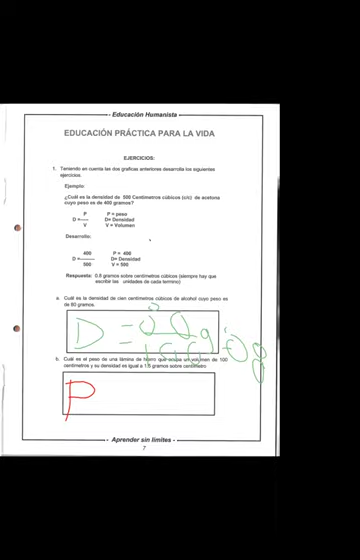 - Educación Humanista -
EDUCACIÓN PRÁCTICA PARA LA VIDA
EJERCICIOS:
1. Teniendo en cuenta las dos graficas anteriores desarrolla los siguientes
ejercicios.
Ejemplo:
¿Cuál es la densidad de 500 Centímetros cúbicos (c/c) de acetona
cuyo peso es de 400 gramos?
P P = peso
D =------ D= Densidad
V V = Volumen
Desarrollo:
400 P = 400
D =--------- D= Densidad
500 V = 500
Respuesta: 0.8 gramos sobre centímetros cúbicos (siempre hay que
escribir las unidades de cada termino)
a. Cuál es la densidad de cien centímetros cúbicos de alcohol cuyo peso es
de 80 gramos.
D =
b. Cuál es el peso de una lámina de hierro que ocupa un volumen de 100
centímetros y su densidad es igual a 1.5 gramos sobre centímetro
P
- Aprender sin límites -
7